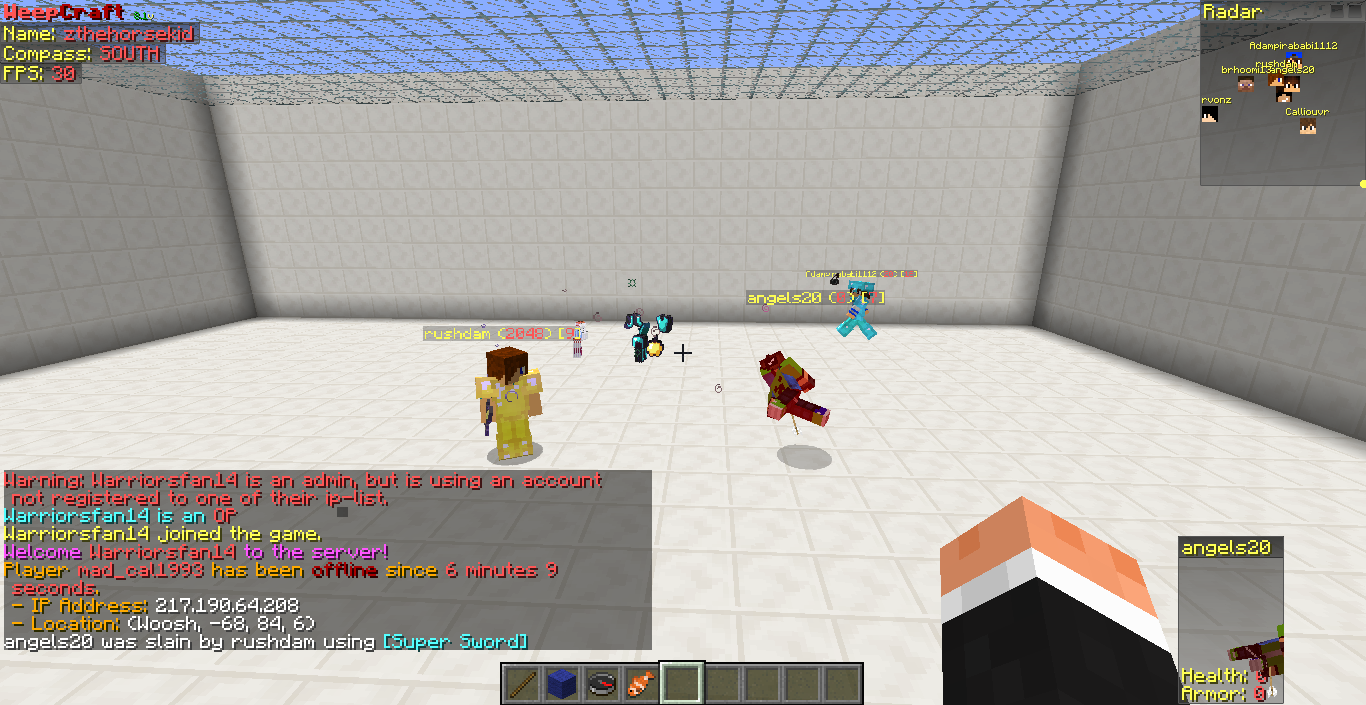 WeepCraft
Name: zthehorsekid
Compass: SOUTH
FPS: 30
Radar
Adampirababi1112
rushdam
brhoomi13angels20
rvonz
Calliouvr
Adampirababi1112
angels20
rushdam (2048) [9
Warning: Warriorsfan14 is an admin, but is using an account
not registered to one of their ip-list.
Warriorsfan14 is an OP
Warriorsfan14 joined the game.
Welcome Warriorsfan14 to the server!
Player mad_cal1993 has been offline since 6 minutes 9
seconds.
- IP Address: 217.190.64.208
- Location: (Woosh, -68, 84, 6)
angels20 was slain by rushdam using [Super Sword]
angels20
Health:
Armor: 0